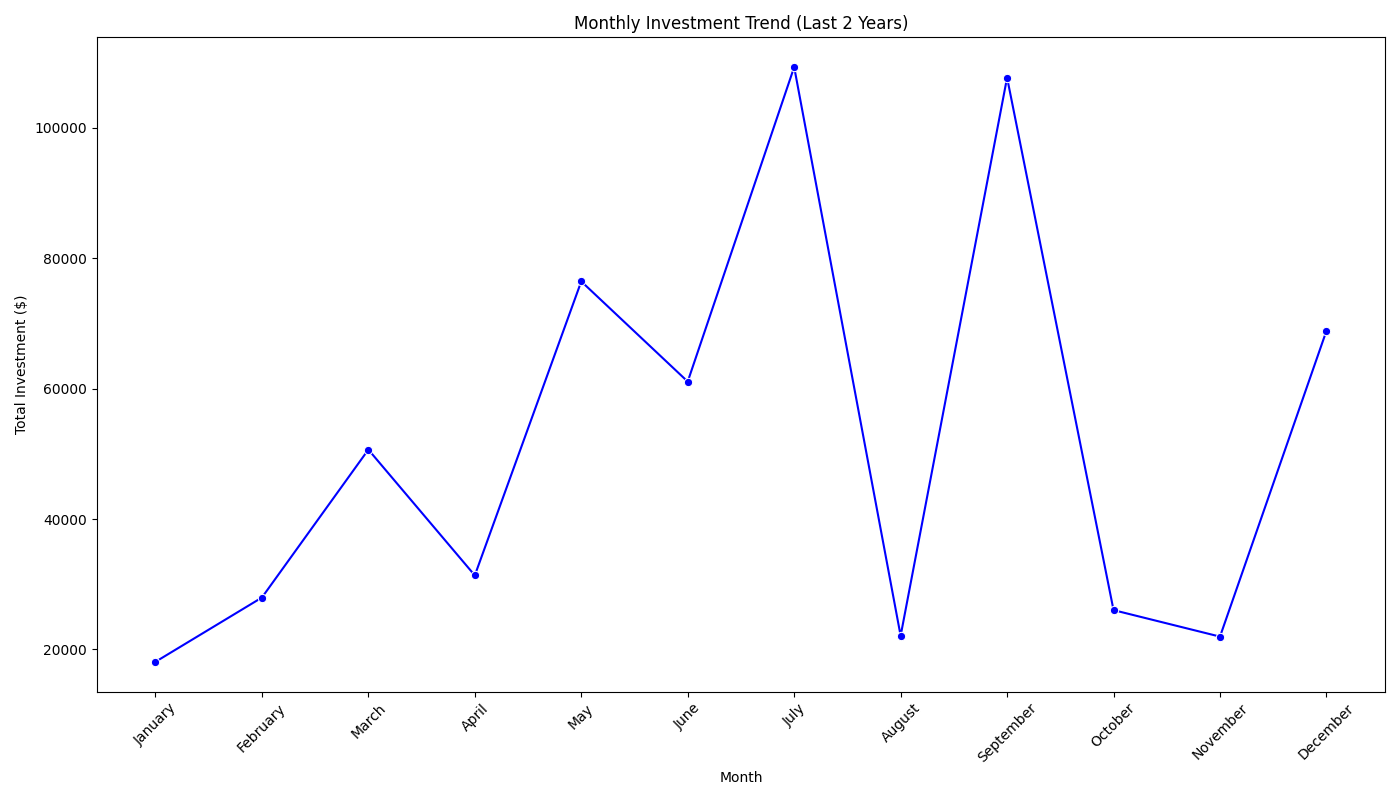 Monthly Investment Trend (Last 2 Years)
Total Investment ($)
100000
80000
60000
40000
20000
January
February
March
April
May
June
July
August
September
October
November
December
Month